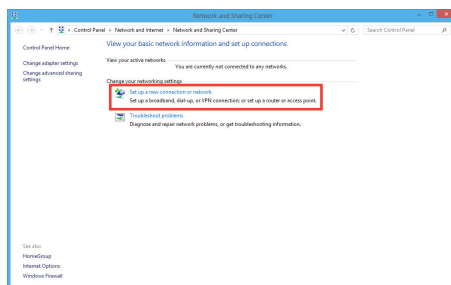 Network and Sharing Center
Control Panel › Network and Internet › Network and Sharing Center
Search Control Panel
Control Panel Home
Change adapter settings
Change advanced sharing
settings
View your basic network information and set up connections
View your active networks
You are currently not connected to any networks.
Change your networking settings
Set up a new connection or network
Set up a broadband, dial-up, or VPN connection; or set up a router or access point.
Troubleshoot problems
Diagnose and repair network problems, or get troubleshooting information.
See also
HomeGroup
Internet Options
Windows Firewall